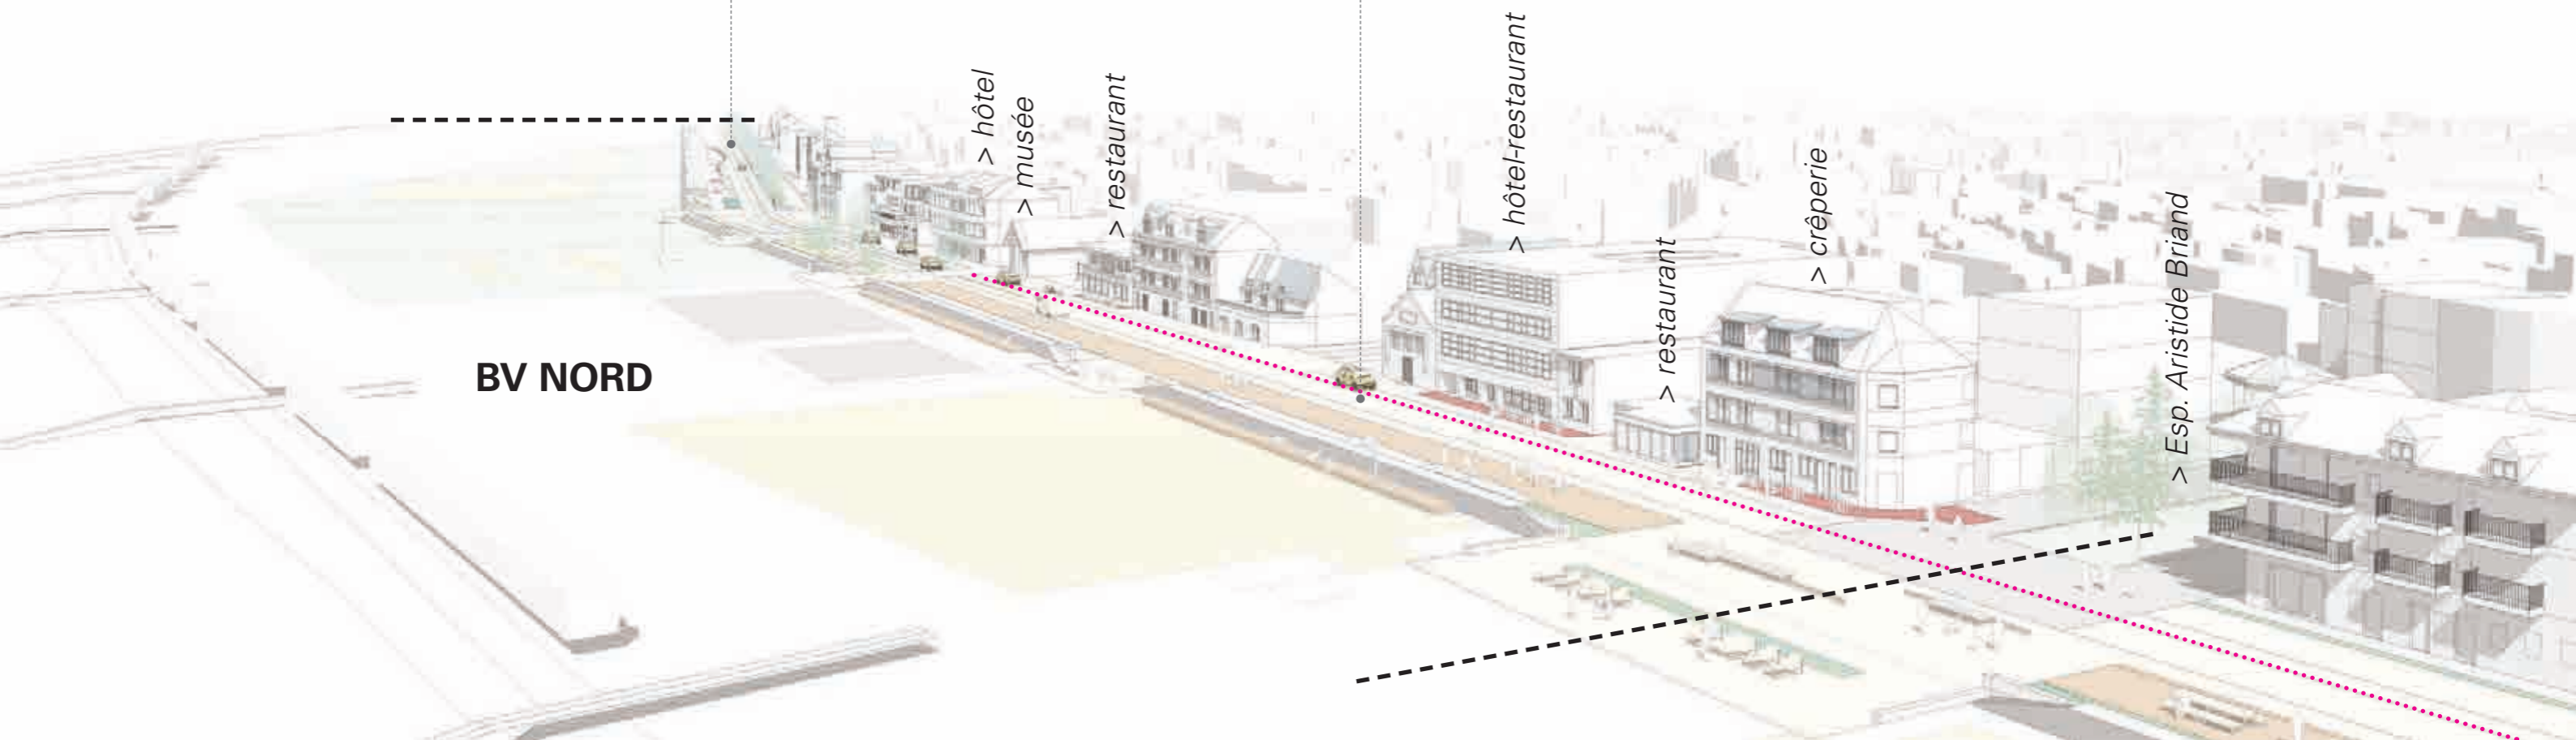 > hôtel
> musée
> restaurant
> hôtel-restaurant
> restaurant
> crêperie
> Esp. Aristide Briand
BV NORD